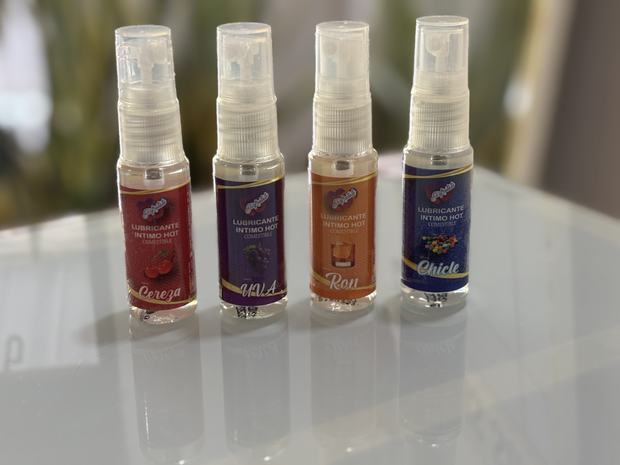 LUBRICANTE
INTIMO HOT
COMESTIBLE
Cereza
LUBRICANTE
INTIMO HOT
COMESTIBLE
UVA
LUBRICANTE
INTIMO HOT
COMESTIBLE
Ron
LUBRICANTE
INTIMO HOT
COMESTIBLE
Chicle